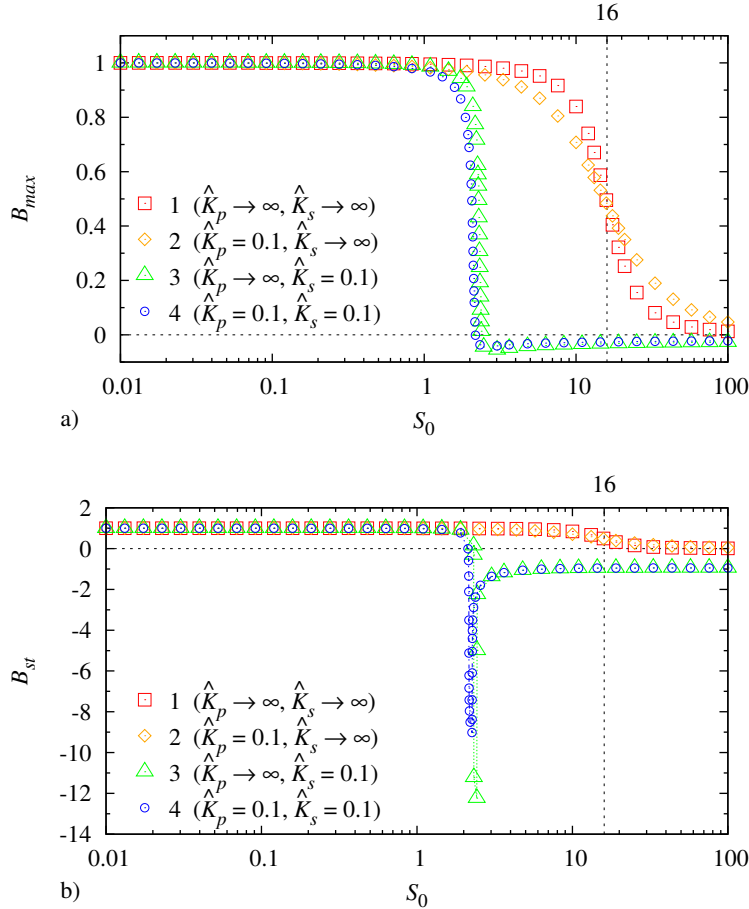 16
1
0.8
0.6
0.4
0.2
0
B_max
1 (K̂_p → ∞, K̂_s → ∞)
2 (K̂_p = 0.1, K̂_s → ∞)
3 (K̂_p → ∞, K̂_s = 0.1)
4 (K̂_p = 0.1, K̂_s = 0.1)
0.01 0.1 1 10 100
a) S_0
16
2
0
-2
-4
-6
-8
-10
-12
-14
B_st
1 (K̂_p → ∞, K̂_s → ∞)
2 (K̂_p = 0.1, K̂_s → ∞)
3 (K̂_p → ∞, K̂_s = 0.1)
4 (K̂_p = 0.1, K̂_s = 0.1)
0.01 0.1 1 10 100
b) S_0